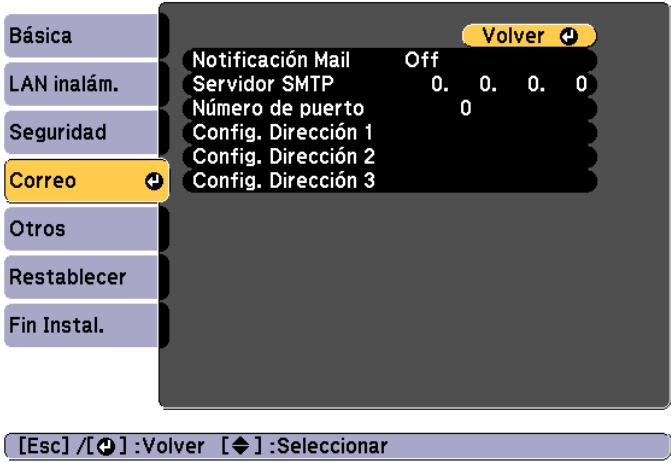 Básica
LAN inalám.
Seguridad
Correo
Otros
Restablecer
Fin Instal.
Volver
Notificación Mail Off
Servidor SMTP 0. 0. 0. 0
Número de puerto 0
Config. Dirección 1
Config. Dirección 2
Config. Dirección 3
[Esc] /[ ] :Volver [ ] :Seleccionar